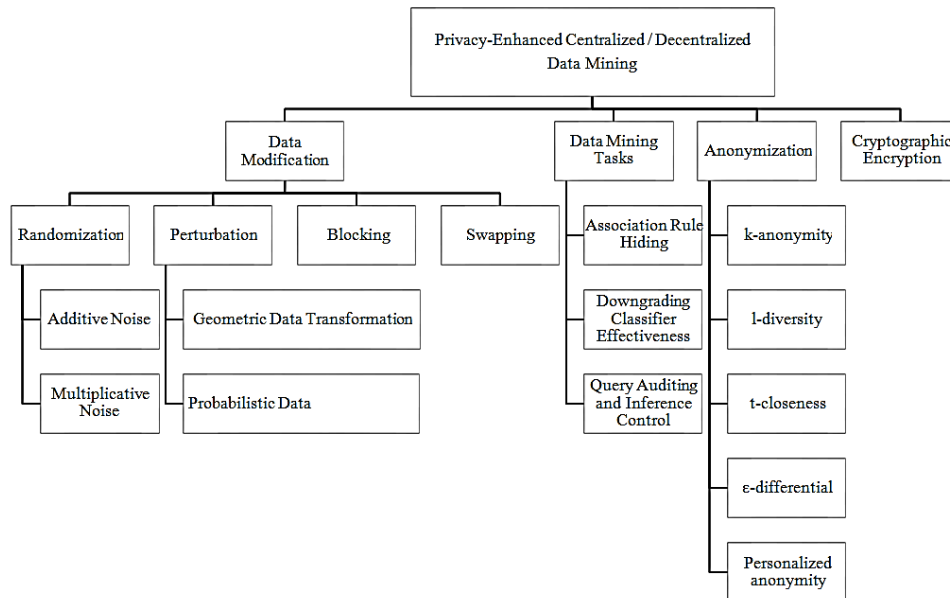 Privacy-Enhanced Centralized / Decentralized
Data Mining
Data
Modification
Data Mining
Tasks
Anonymization
Cryptographic
Encryption
Randomization
Perturbation
Blocking
Swapping
Association Rule
Hiding
k-anonymity
Additive Noise
Geometric Data Transformation
Downgrading
Classifier
Effectiveness
l-diversity
Multiplicative
Noise
Probabilistic Data
Query Auditing
and Inference
Control
t-closeness
ε-differential
Personalized
anonymity